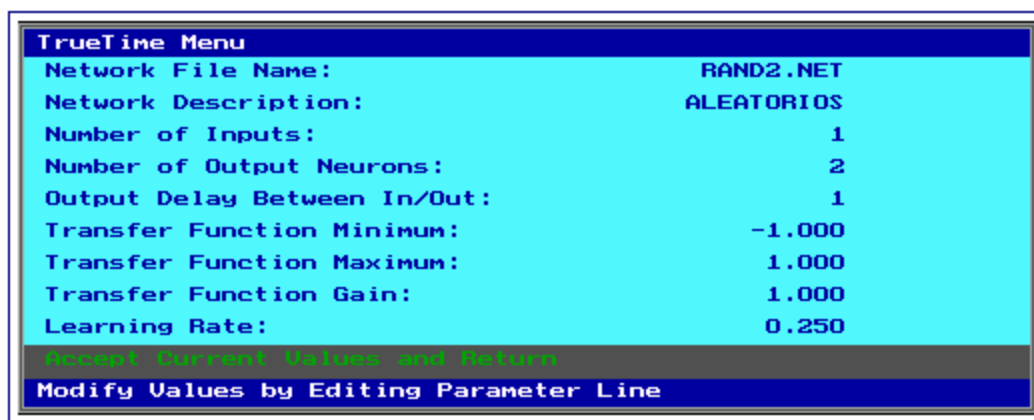 TrueTime Menu
Network File Name: RAND2.NET
Network Description: ALEATORIOS
Number of Inputs: 1
Number of Output Neurons: 2
Output Delay Between In/Out: 1
Transfer Function Minimum: -1.000
Transfer Function Maximum: 1.000
Transfer Function Gain: 1.000
Learning Rate: 0.250
Accept Current Values and Return
Modify Values by Editing Parameter Line